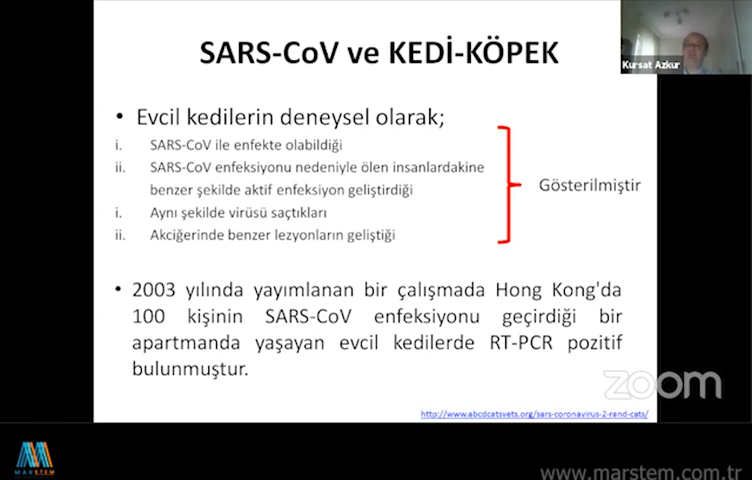 SARS-CoV ve KEDİ-KÖPEK
Kursat Azkur
• Evcil kedilerin deneysel olarak;
i. SARS-CoV ile enfekte olabildiği
ii. SARS-CoV enfeksiyonu nedeniyle ölen insanlardakine
benzer şekilde aktif enfeksiyon geliştirdiği
i. Aynı şekilde virüsü saçtıkları
ii. Akciğerinde benzer lezyonların geliştiği
Gösterilmiştir
• 2003 yılında yayımlanan bir çalışmada Hong Kong'da
100 kişinin SARS-CoV enfeksiyonu geçirdiği bir
apartmanda yaşayan evcil kedilerde RT-PCR pozitif
bulunmuştur.
zoom
http://www.abcdcatsvets.org/sars-coronavirus-2-rand-cats/
MARSTEM
www.marstem.com.tr